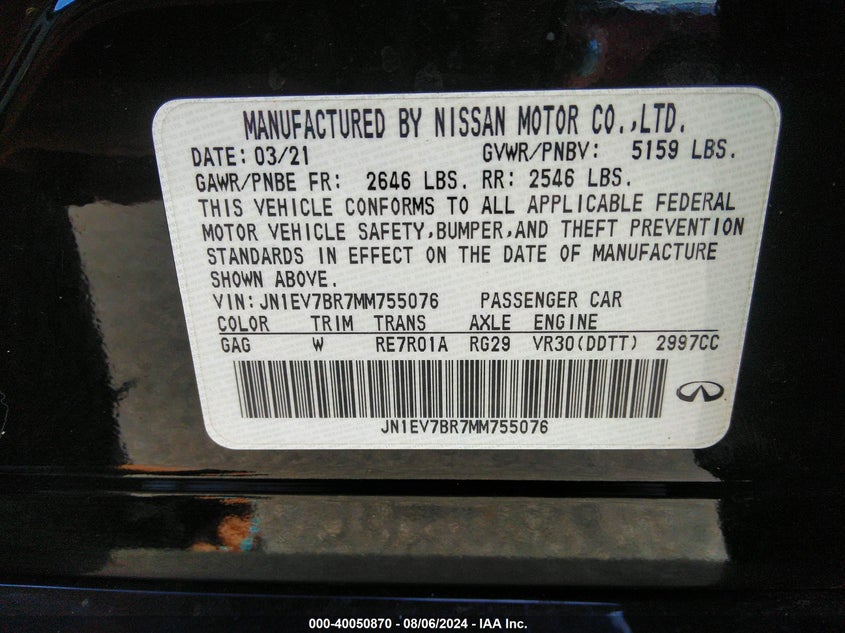 MANUFACTURED BY NISSAN MOTOR CO.,LTD.
DATE: 03/21 GVWR/PNBV: 5159 LBS.
GAWR/PNBE FR: 2646 LBS. RR: 2546 LBS.
THIS VEHICLE CONFORMS TO ALL APPLICABLE FEDERAL
MOTOR VEHICLE SAFETY,BUMPER,AND THEFT PREVENTION
STANDARDS IN EFFECT ON THE DATE OF MANUFACTURE
SHOWN ABOVE.
VIN:JN1EV7BR7MM755076 PASSENGER CAR
COLOR TRIM TRANS AXLE ENGINE
GAG W RE7R01A RG29 VR30(DDTT) 2997CC
JN1EV7BR7MM755076
000-40050870 - 08/06/2024 - IAA Inc.